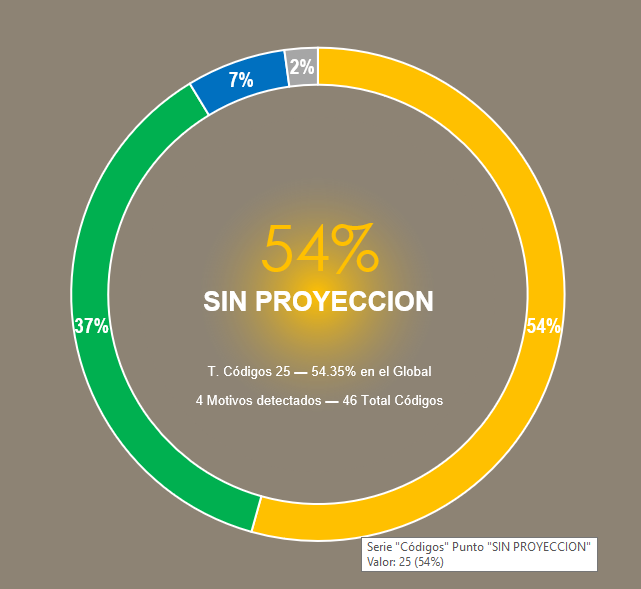 2%
7%
54%
SIN PROYECCION
37%
54%
T. Códigos 25 — 54.35% en el Global
4 Motivos detectados — 46 Total Códigos
Serie "Códigos" Punto "SIN PROYECCION"
Valor: 25 (54%)